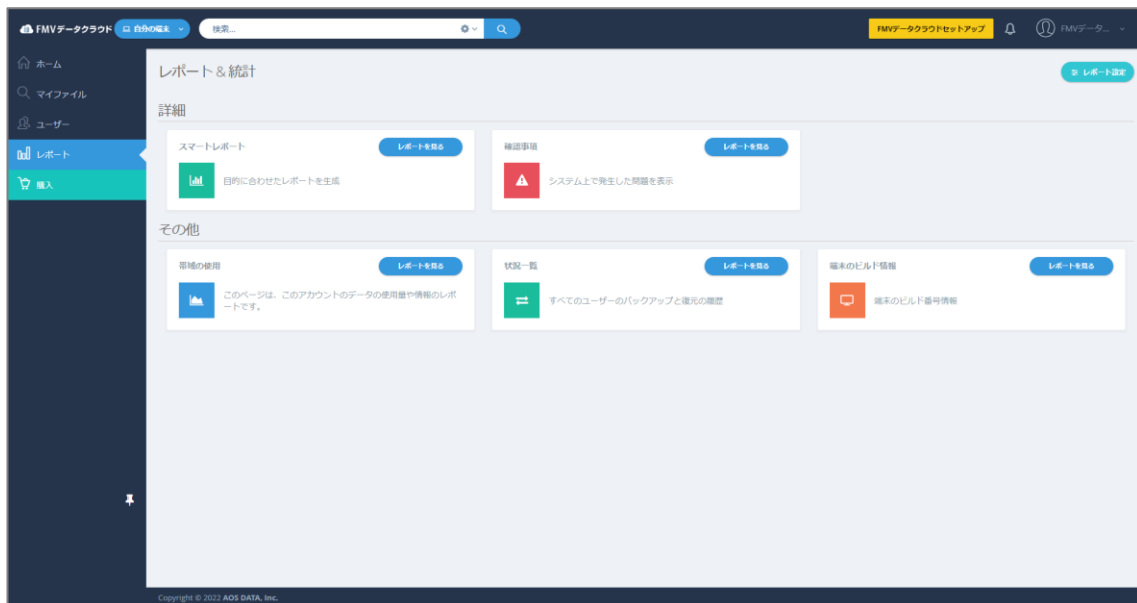 FMVデータクラウド
自分の端末
検索...
FMVデータクラウドセットアップ
FMVデータ...
ホーム
マイファイル
ユーザー
レポート
購入
レポート＆統計
レポート設定
詳細
スマートレポート
レポートを見る
目的に合わせたレポートを生成
確認事項
レポートを見る
システム上で発生した問題を表示
その他
帯域の使用
レポートを見る
このページは、このアカウントのデータの使用量や情報のレポ
ートです。
状況一覧
レポートを見る
すべてのユーザーのバックアップと復元の履歴
端末のビルド情報
レポートを見る
端末のビルド番号情報
Copyright © 2022 AOS DATA, Inc.